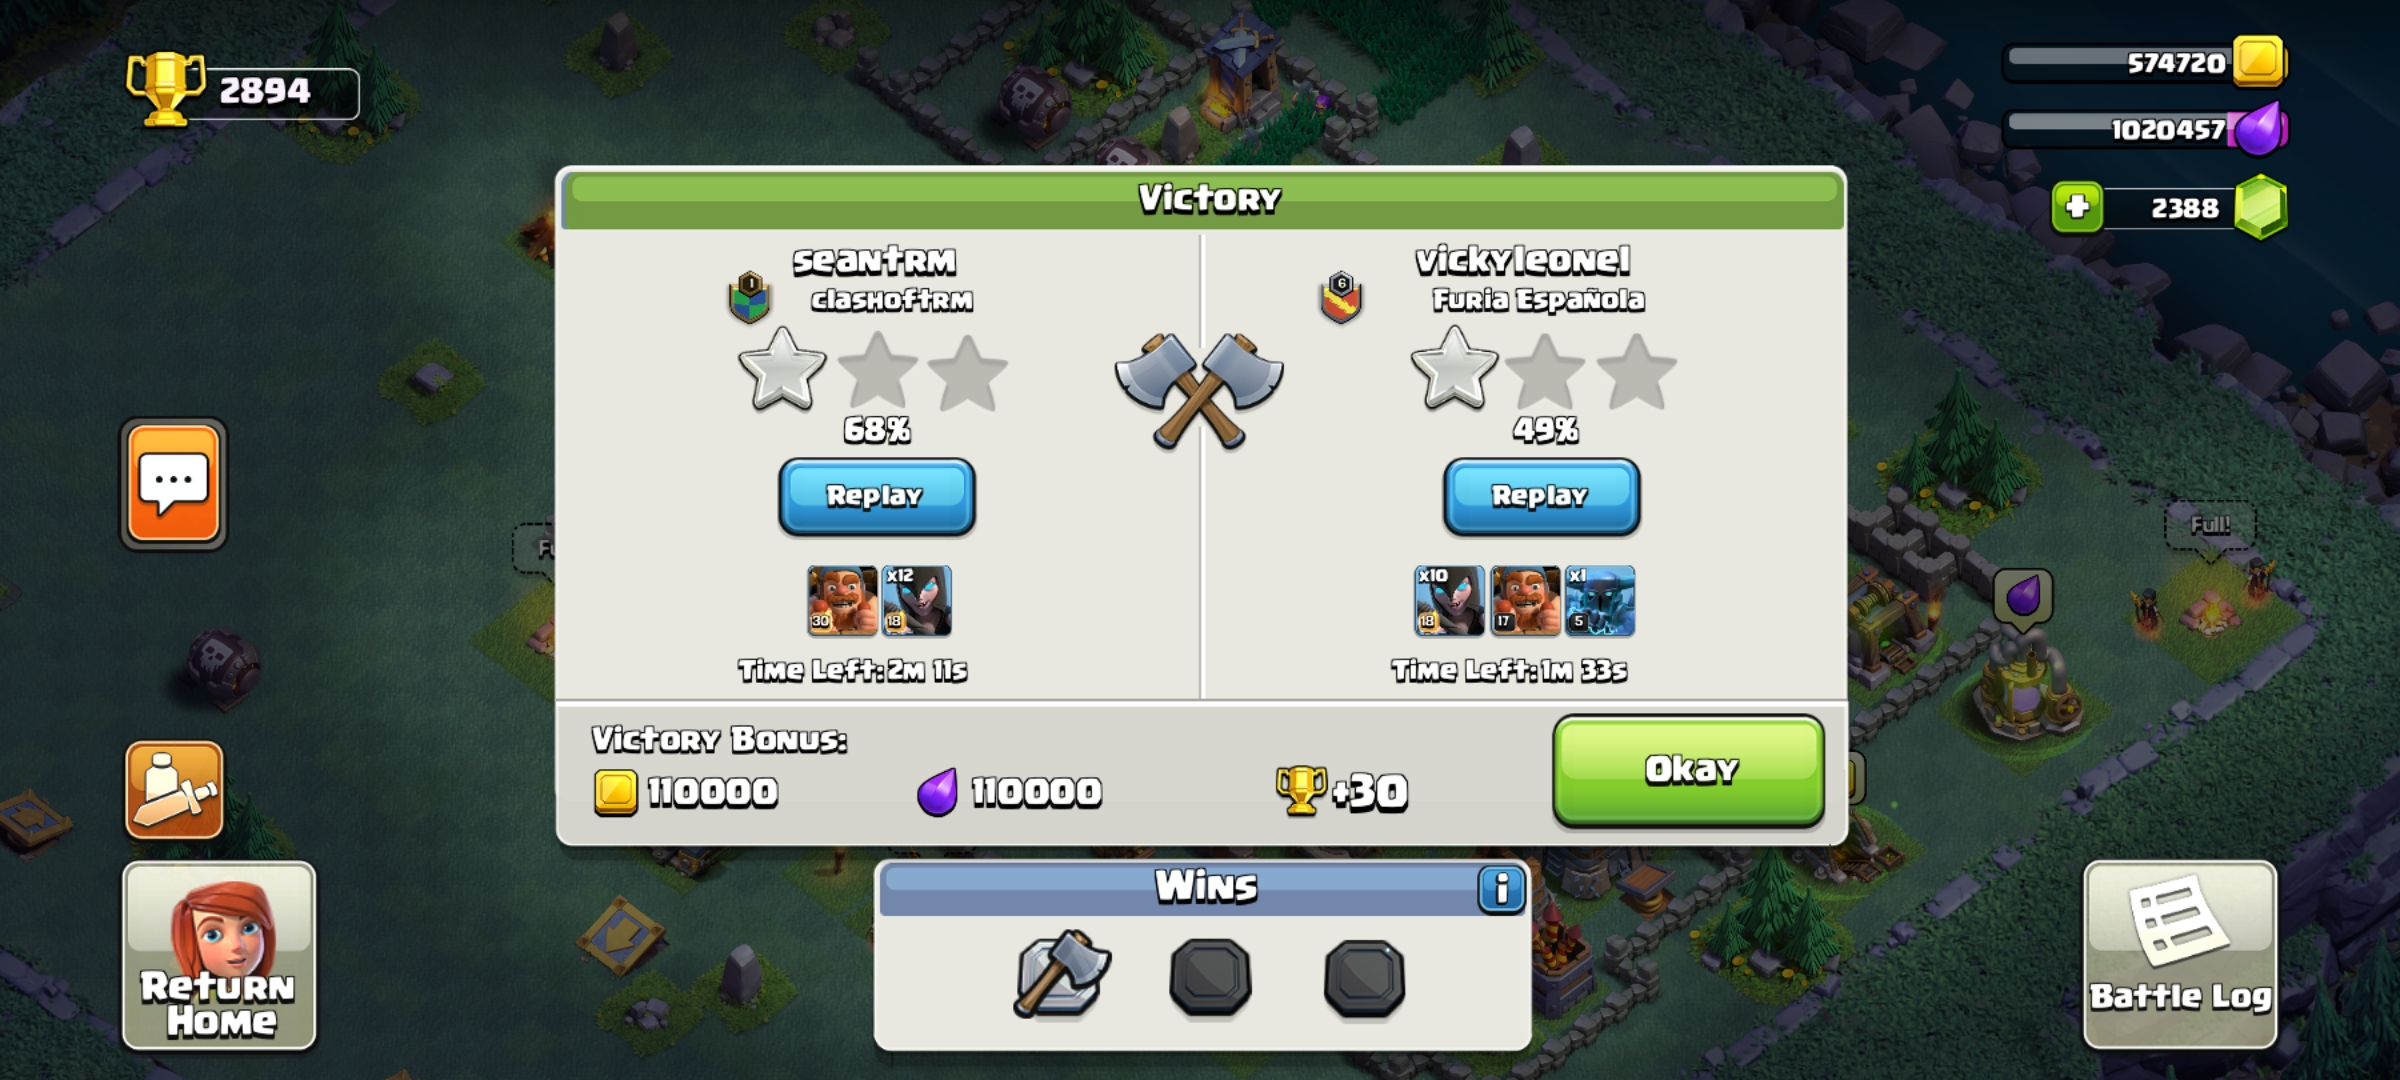 2894
574720
1020457
2388
Victory
seantrm
clashoftrm
1
68%
Replay
30
x12
18
Time Left:2m 11s
vickyleonel
Furia Española
6
49%
Replay
x10
18
17
x1
5
Time Left:1m 33s
Full!
Victory Bonus:
110000
110000
+30
Okay
Wins
i
Return
Home
Battle Log